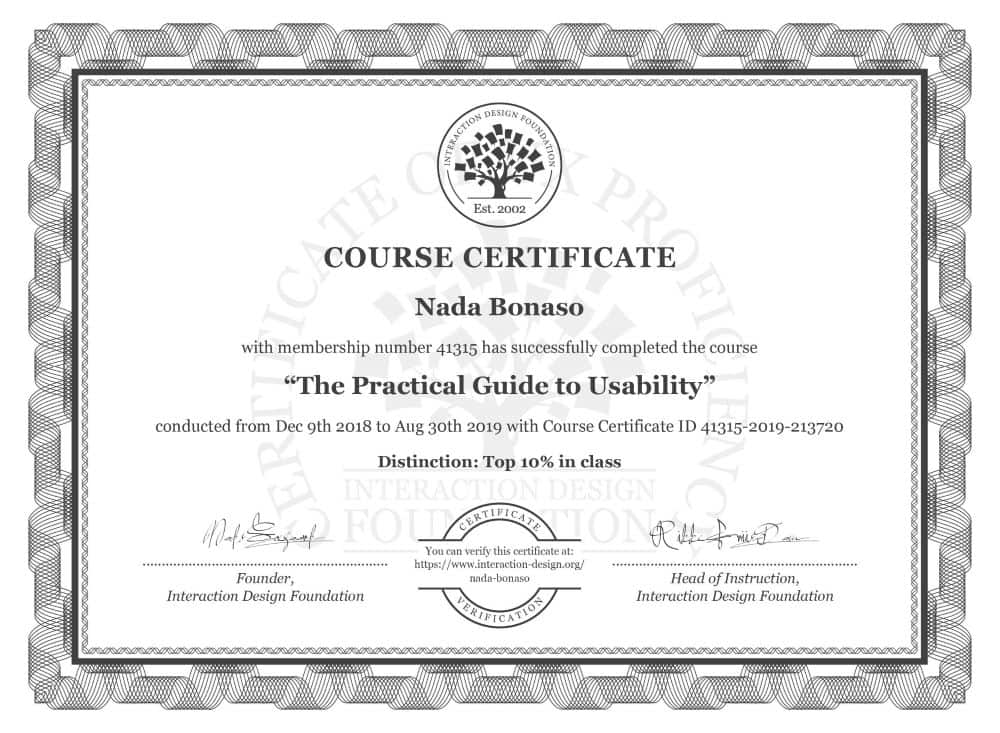 INTERACTION DESIGN FOUNDATION
Est. 2002
CERTIFICATE OF UX PROFICIENCY
COURSE CERTIFICATE
Nada Bonaso
with membership number 41315 has successfully completed the course
“The Practical Guide to Usability”
conducted from Dec 9th 2018 to Aug 30th 2019 with Course Certificate ID 41315-2019-213720
Distinction: Top 10% in class
INTERACTION DESIGN
FOUNDATION
CERTIFICATE
You can verify this certificate at:
https://www.interaction-design.org/
nada-bonaso
VERIFICATION
Founder,
Interaction Design Foundation
Head of Instruction,
Interaction Design Foundation